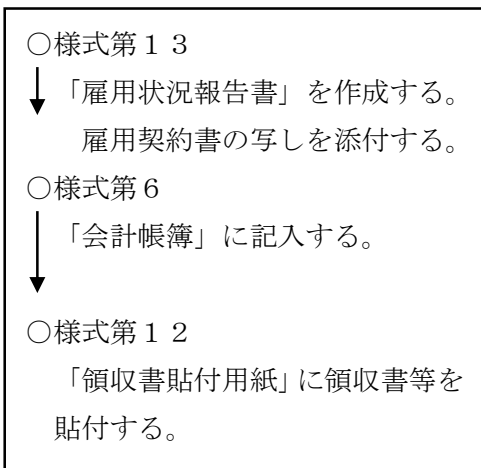 ○様式第１３
「雇用状況報告書」を作成する。
雇用契約書の写しを添付する。
○様式第６
「会計帳簿」に記入する。
○様式第１２
「領収書貼付用紙」に領収書等を
貼付する。